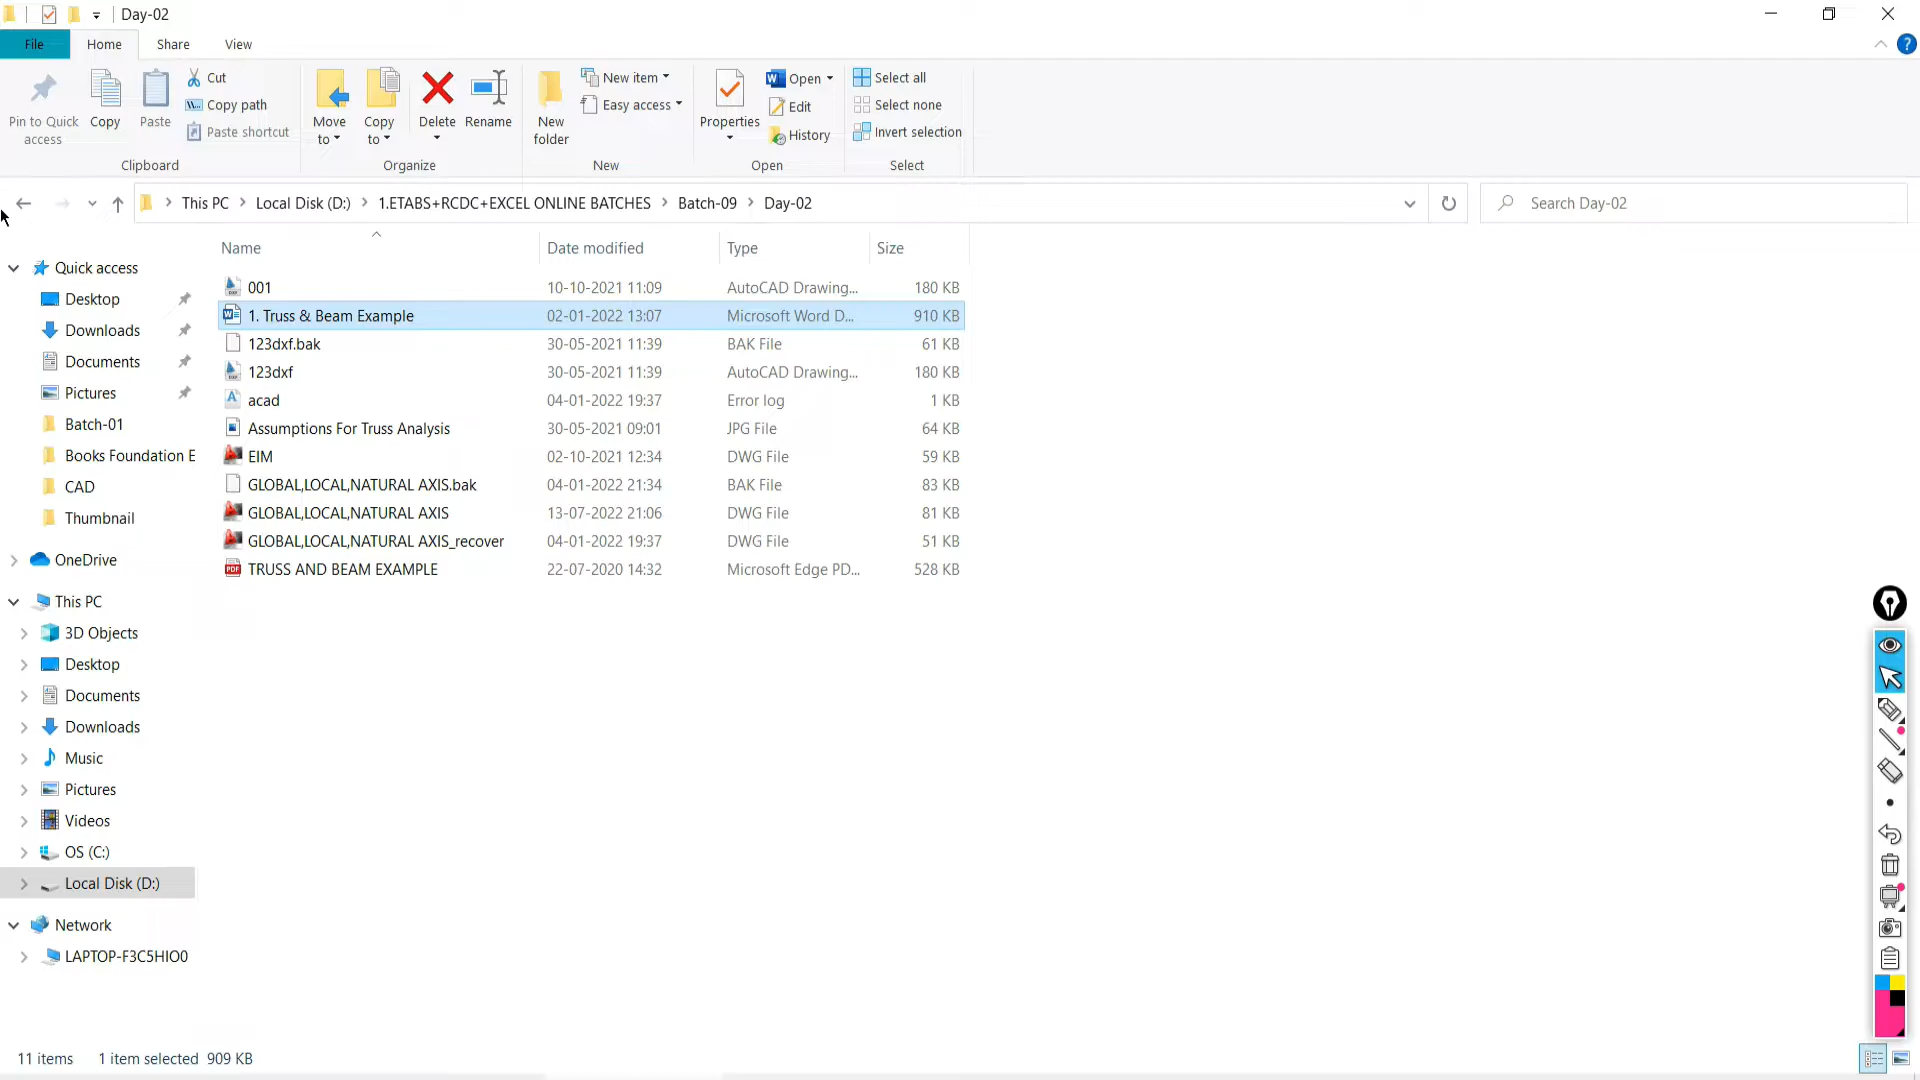 Day-02
File Home Share View
Pin to Quick access
Copy
Paste
Cut
Copy path
Paste shortcut
Clipboard
Move to
Copy to
Delete
Rename
Organize
New folder
New item
Easy access
New
Properties
Open
Edit
History
Open
Select all
Select none
Invert selection
Select
This PC > Local Disk (D:) > 1.ETABS+RCDC+EXCEL ONLINE BATCHES > Batch-09 > Day-02
Search Day-02
Name Date modified Type Size
001 10-10-2021 11:09 AutoCAD Drawing... 180 KB
1. Truss & Beam Example 02-01-2022 13:07 Microsoft Word D... 910 KB
123dxf.bak 30-05-2021 11:39 BAK File 61 KB
123dxf 30-05-2021 11:39 AutoCAD Drawing... 180 KB
acad 04-01-2022 19:37 Error log 1 KB
Assumptions For Truss Analysis 30-05-2021 09:01 JPG File 64 KB
EIM 02-10-2021 12:34 DWG File 59 KB
GLOBAL,LOCAL,NATURAL AXIS.bak 04-01-2022 21:34 BAK File 83 KB
GLOBAL,LOCAL,NATURAL AXIS 13-07-2022 21:06 DWG File 81 KB
GLOBAL,LOCAL,NATURAL AXIS_recover 04-01-2022 19:37 DWG File 51 KB
TRUSS AND BEAM EXAMPLE 22-07-2020 14:32 Microsoft Edge PD... 528 KB
Quick access
Desktop
Downloads
Documents
Pictures
Batch-01
Books Foundation E
CAD
Thumbnail
OneDrive
This PC
3D Objects
Desktop
Documents
Downloads
Music
Pictures
Videos
OS (C:)
Local Disk (D:)
Network
LAPTOP-F3C5HIO0
11 items 1 item selected 909 KB